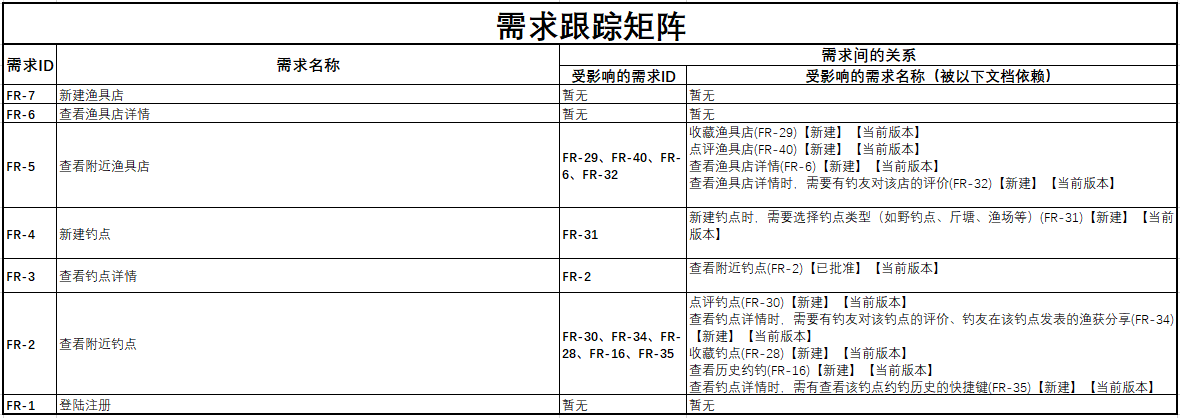 需求跟踪矩阵
需求ID
需求名称
需求间的关系
受影响的需求ID
受影响的需求名称（被以下文档依赖）
FR-7
新建渔具店
暂无
暂无
FR-6
查看渔具店详情
暂无
暂无
FR-5
查看附近渔具店
FR-29、FR-40、FR-
6、FR-32
收藏渔具店(FR-29)【新建】【当前版本】
点评渔具店(FR-40)【新建】【当前版本】
查看渔具店详情(FR-6)【新建】【当前版本】
查看渔具店详情时，需要有钓友对该店的评价(FR-32)【新建】【当前版本】
FR-4
新建钓点
FR-31
新建钓点时，需要选择钓点类型（如野钓点、斤塘、渔场等）(FR-31)【新建】【当前
版本】
FR-3
查看钓点详情
FR-2
查看附近钓点(FR-2)【已批准】【当前版本】
FR-2
查看附近钓点
FR-30、FR-34、FR-
28、FR-16、FR-35
点评钓点(FR-30)【新建】【当前版本】
查看钓点详情时，需要有钓友对该钓点的评价、钓友在该钓点发表的渔获分享(FR-34)
【新建】【当前版本】
收藏钓点(FR-28)【新建】【当前版本】
查看历史约钓(FR-16)【新建】【当前版本】
查看钓点详情时，需有查看该钓点约钓历史的快捷键(FR-35)【新建】【当前版本】
FR-1
登陆注册
暂无
暂无